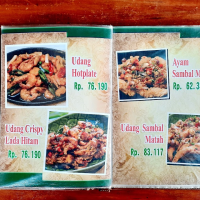 Udang
Hotplate
Rp. 76.190
Udang Crispy
Lada Hitam
Rp. 76.190
Ayam
Sambal
Rp. 62.3
Udang Sambal
Matah
Rp. 83.117